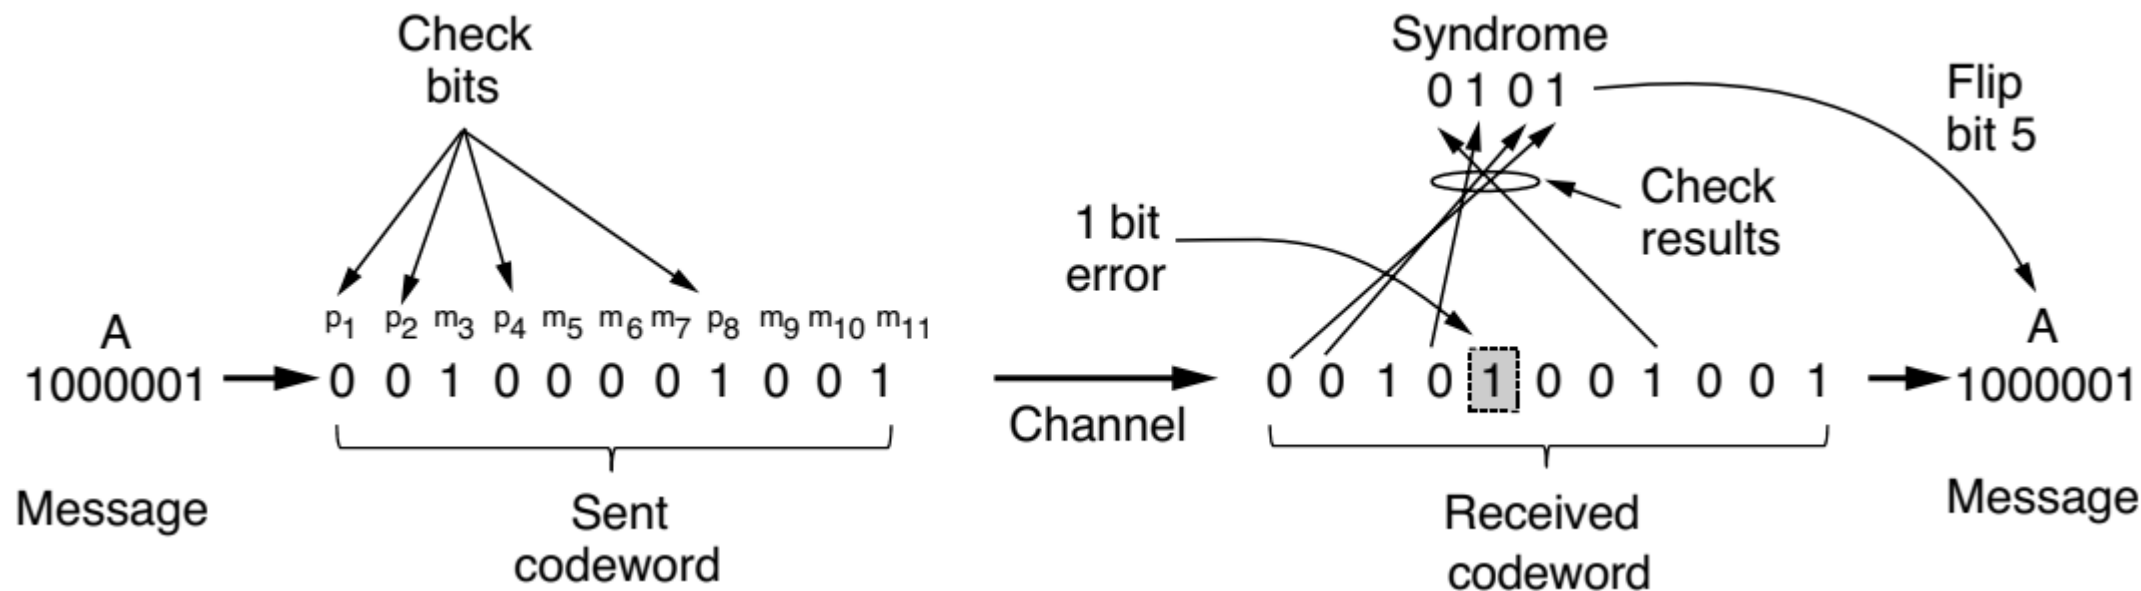 Check
bits
Syndrome
0 1 0 1
Flip
bit 5
Check
results
1 bit
error
A
1000001
p1 p2 m3 p4 m5 m6 m7 p8 m9 m10 m11
0 0 1 0 0 0 0 1 0 0 1
Channel
0 0 1 0 1 0 0 1 0 0 1
A
1000001
Message
Sent
codeword
Received
codeword
Message